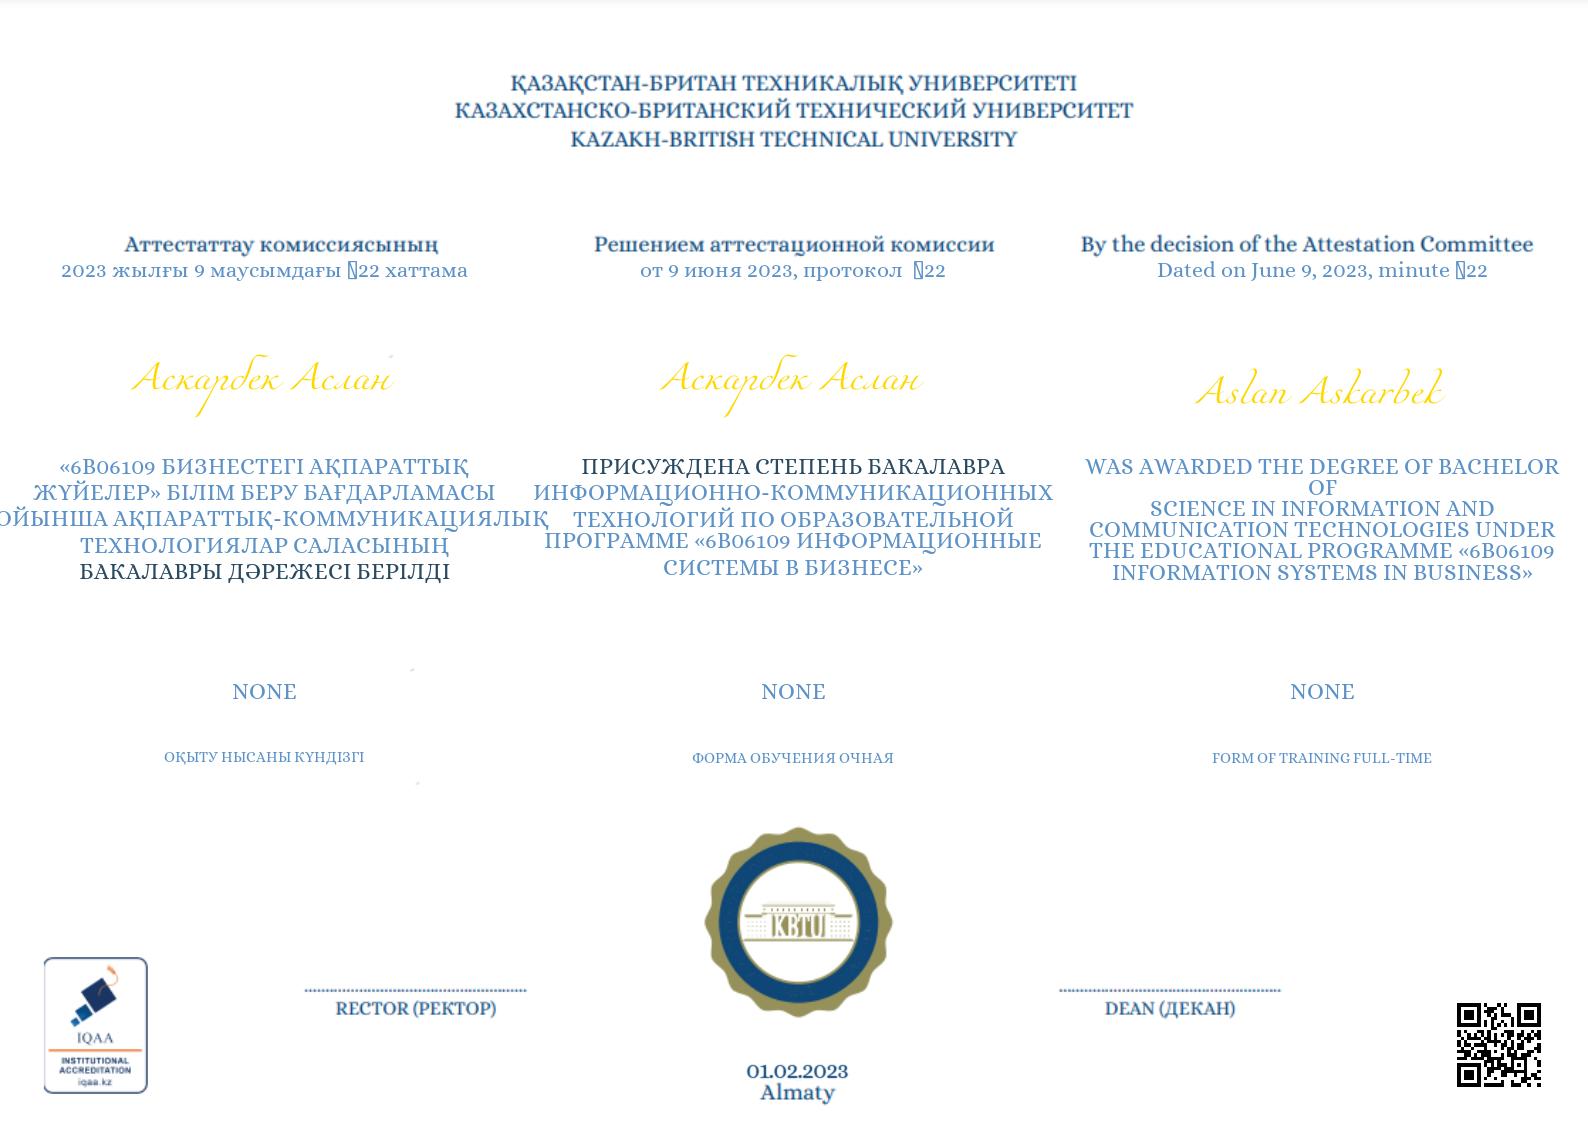 ҚАЗАҚСТАН-БРИТАН ТЕХНИКАЛЫҚ УНИВЕРСИТЕТІ
КАЗАХСТАНСКО-БРИТАНСКИЙ ТЕХНИЧЕСКИЙ УНИВЕРСИТЕТ
KAZAKH-BRITISH TECHNICAL UNIVERSITY
Аттестаттау комиссиясының
2023 жылғы 9 маусымдағы 22 хаттама
Аскарбек Аслан
«6B06109 БИЗНЕСТЕГІ АҚПАРАТТЫҚ
ЖҮЙЕЛЕР» БІЛІМ БЕРУ БАҒДАРЛАМАСЫ
ОЙЫНША АҚПАРАТТЫҚ-КОММУНИКАЦИЯЛЫҚ
ТЕХНОЛОГИЯЛАР САЛАСЫНЫҢ
БАКАЛАВРЫ ДӘРЕЖЕСІ БЕРІЛДІ
NONE
ОҚЫТУ НЫСАНЫ КҮНДІЗГІ
Решением аттестационной комиссии
от 9 июня 2023, протокол 22
Аскарбек Аслан
ПРИСУЖДЕНА СТЕПЕНЬ БАКАЛАВРА
ИНФОРМАЦИОННО-КОММУНИКАЦИОННЫХ
ТЕХНОЛОГИЙ ПО ОБРАЗОВАТЕЛЬНОЙ
ПРОГРАММЕ «6B06109 ИНФОРМАЦИОННЫЕ
СИСТЕМЫ В БИЗНЕСЕ»
NONE
ФОРМА ОБУЧЕНИЯ ОЧНАЯ
By the decision of the Attestation Committee
Dated on June 9, 2023, minute 22
Aslan Askarbek
WAS AWARDED THE DEGREE OF BACHELOR
OF
SCIENCE IN INFORMATION AND
COMMUNICATION TECHNOLOGIES UNDER
THE EDUCATIONAL PROGRAMME «6B06109
INFORMATION SYSTEMS IN BUSINESS»
NONE
FORM OF TRAINING FULL-TIME
KBTU
IQAA
INSTITUTIONAL
ACCREDITATION
iqaa.kz
RECTOR (РЕКТОР)
DEAN (ДЕКАН)
01.02.2023
Almaty